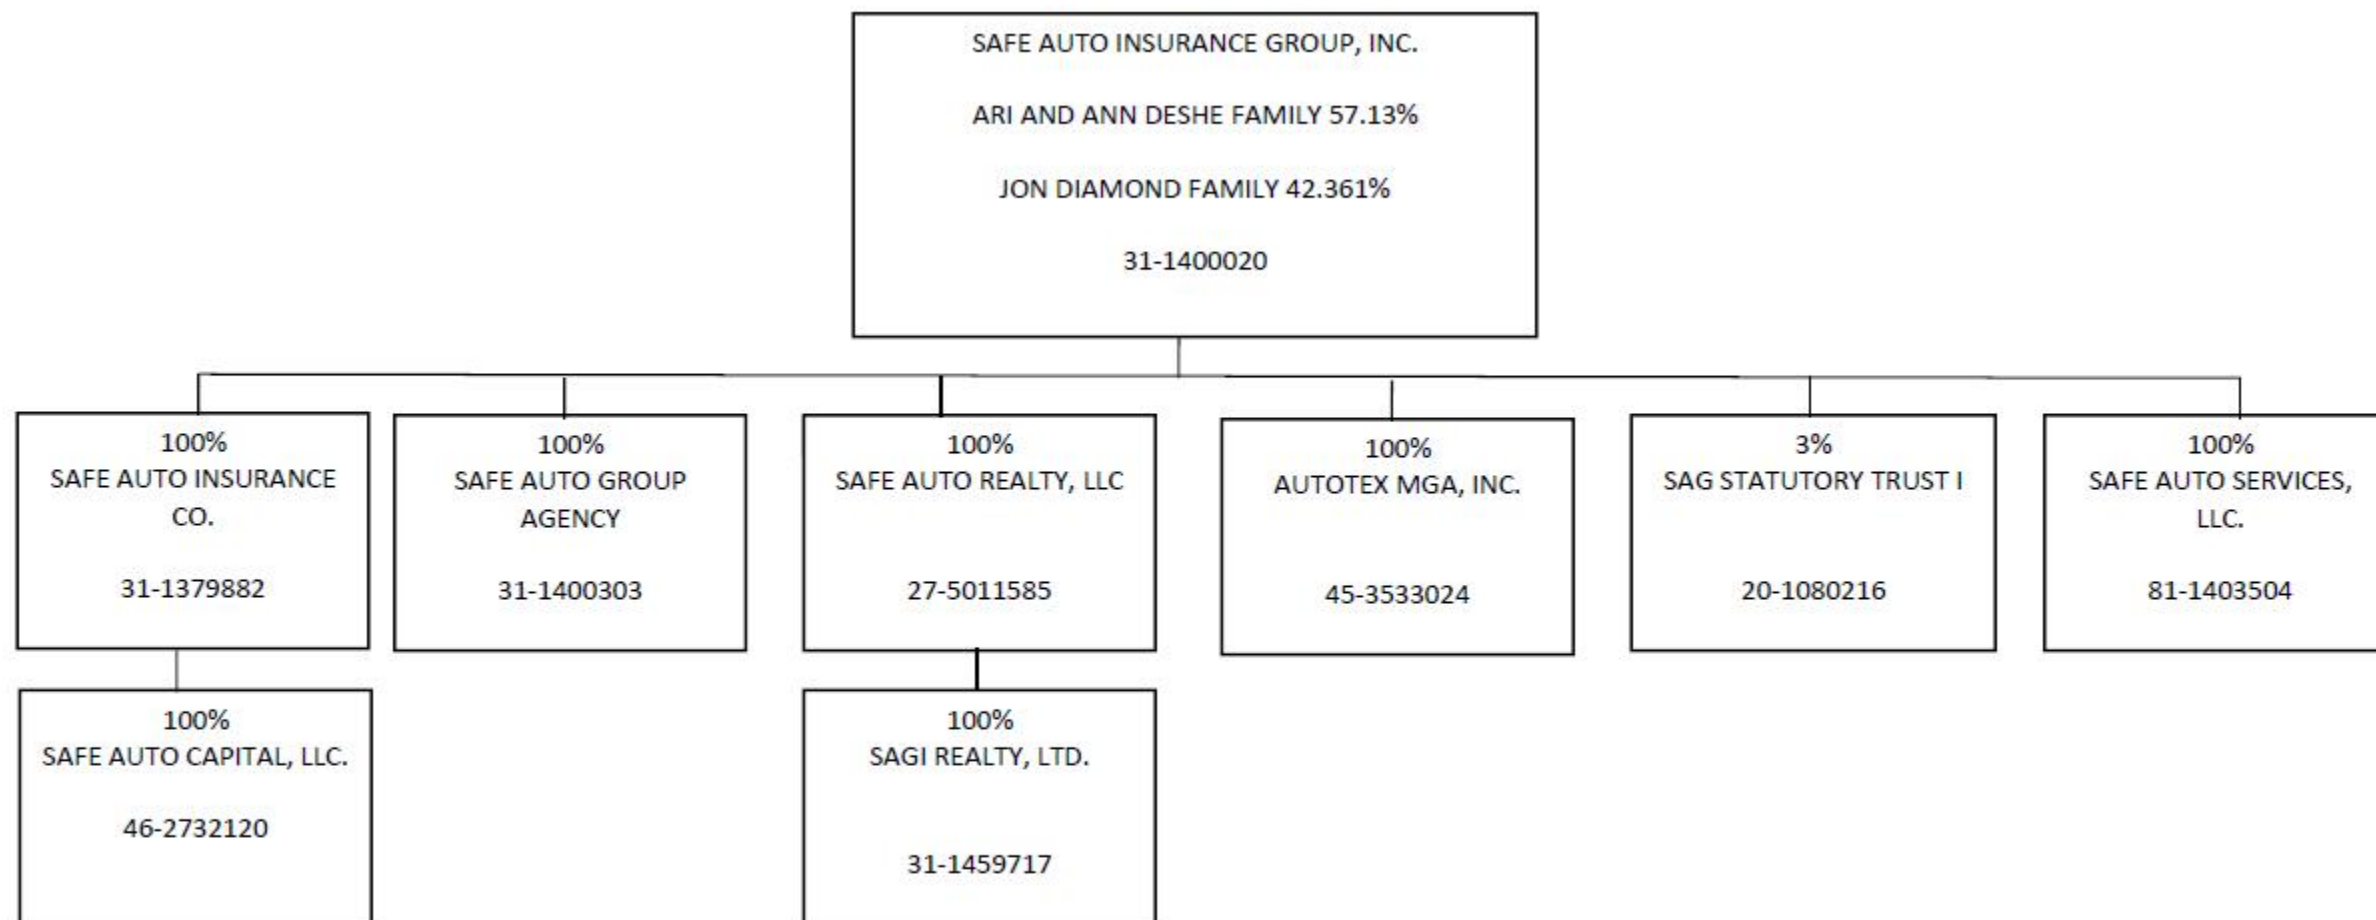 SAFE AUTO INSURANCE GROUP, INC.
ARI AND ANN DESHE FAMILY 57.13%
JON DIAMOND FAMILY 42.361%
31-1400020
100%
SAFE AUTO INSURANCE
CO.
31-1379882
100%
SAFE AUTO GROUP
AGENCY
31-1400303
100%
SAFE AUTO REALTY, LLC
27-5011585
100%
AUTOTEX MGA, INC.
45-3533024
3%
SAG STATUTORY TRUST I
20-1080216
100%
SAFE AUTO SERVICES,
LLC.
81-1403504
100%
SAFE AUTO CAPITAL, LLC.
46-2732120
100%
SAGI REALTY, LTD.
31-1459717